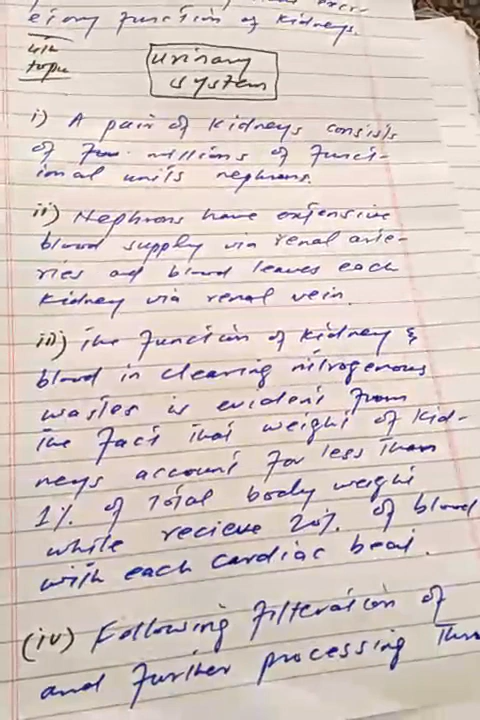 etory function of kidneys.
topic
urinary
system
i) A pair of kidneys consists
of millions of funct-
ional units nephrons.
ii) Nephrons have extensive
blood supply via renal arte-
ries and blood leaves each
kidney via renal vein.
iii) The function of kidney &
blood in clearing nitrogenous
wastes is evident from
the fact that weight of kid-
neys account for less than
1% of total body weight
while recieve 20% of blood
with each cardiac beat.
(iv) Following filteration of
and further processing